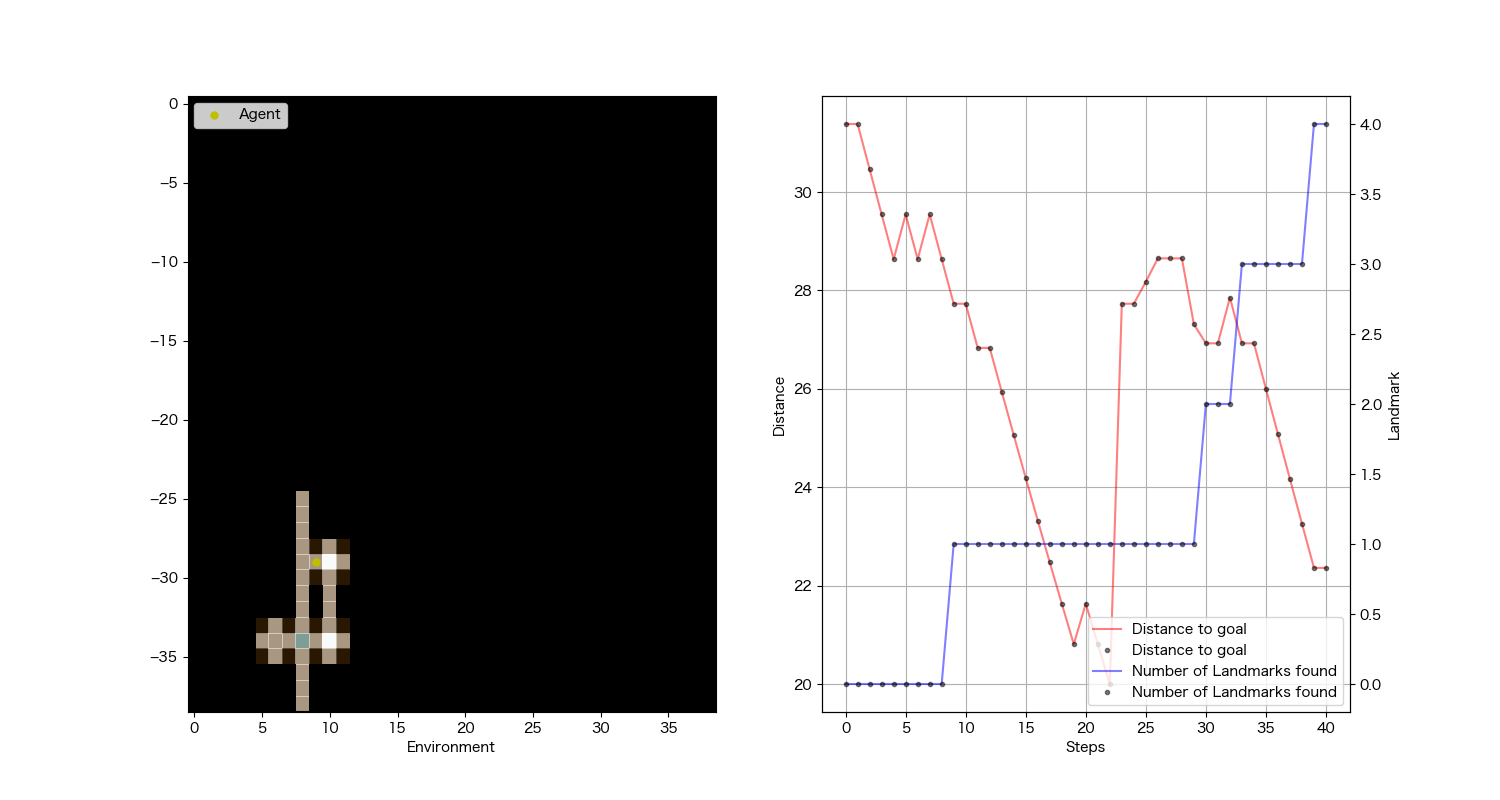 Agent
0
−5
−10
−15
−20
−25
−30
−35
0 5 10 15 20 25 30 35
Environment
Distance
30
28
26
24
22
20
4.0
3.5
3.0
2.5
2.0
1.5
1.0
0.5
0.0
Landmark
Distance to goal
Distance to goal
Number of Landmarks found
Number of Landmarks found
0 5 10 15 20 25 30 35 40
Steps